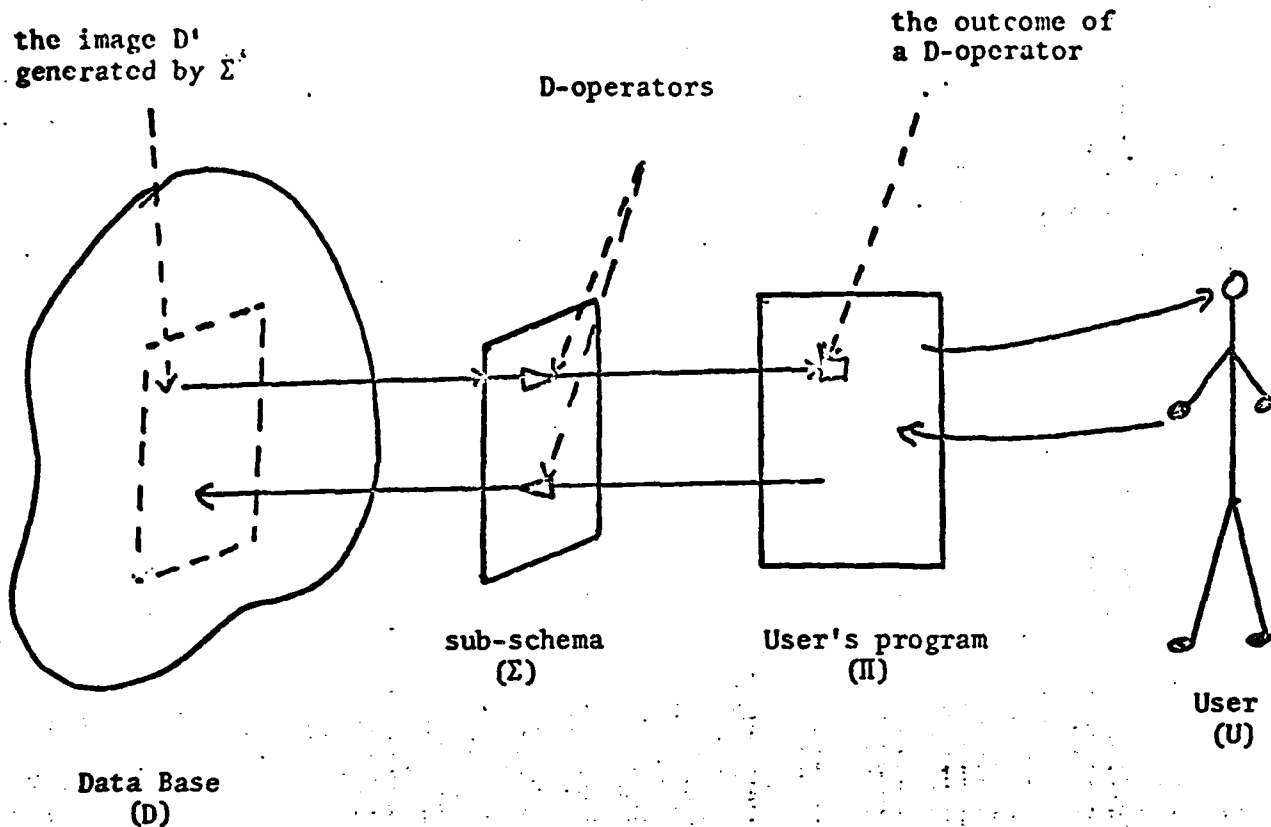 the image D'
generated by Σ
D-operators
the outcome of
a D-operator
sub-schema
(Σ)
User's program
(Π)
User
(U)
Data Base
(D)